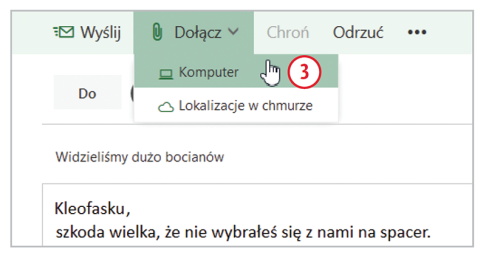 Wyślij Dołącz Chroń Odrzuć •••
Komputer 3
Do
Lokalizacje w chmurze
Widzieliśmy dużo bocianów
Kleofasku,
szkoda wielka, że nie wybrałeś się z nami na spacer.